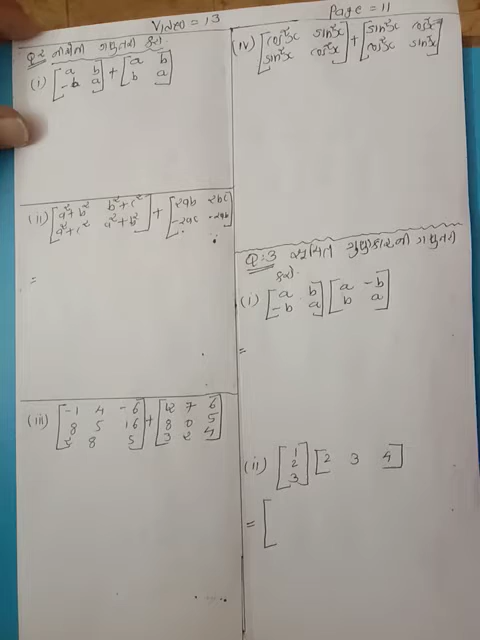 Video = 13
Page = 11
Q.2 નીચેની ગણતરી કરો
(i) [a b; -b a] + [a b; b a]
(ii) [a²+b² b²+c²; a²+c² a²+b²] + [2ab 2bc; -2ac -2ab]
=
(iii) [-1 4 -6; 8 5 16; 2 8 5] + [12 7 6; 8 0 5; 3 2 4]
(iv) [cos²x sin²x; sin²x cos²x] + [sin²x cos²x; cos²x sin²x]
Q:3 સૂચિત ગુણાકારની ગણતરી
કરો.
(i) [a b; -b a] [a -b; b a]
=
(ii) [1; 2; 3] [2 3 4]
= [